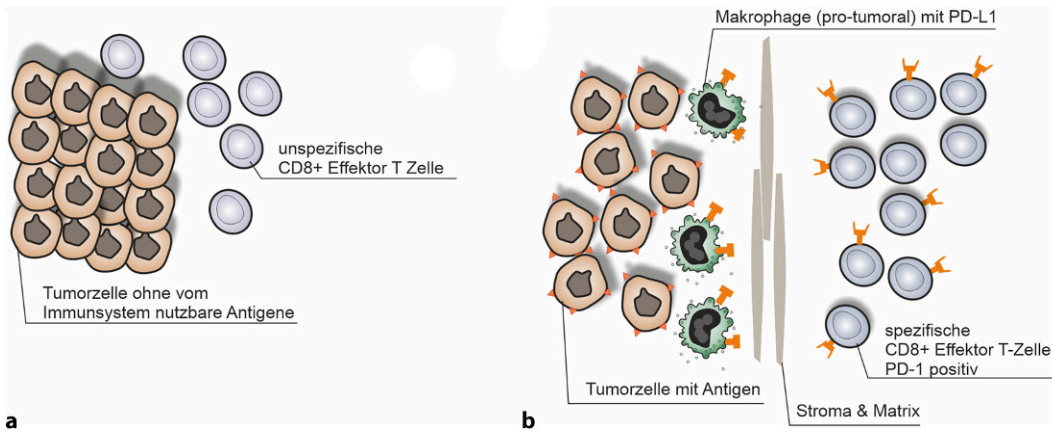 unspezifische
CD8+ Effektor T Zelle
Tumorzelle ohne vom
Immunsystem nutzbare Antigene
a
Makrophage (pro-tumoral) mit PD-L1
spezifische
CD8+ Effektor T-Zelle
PD-1 positiv
Tumorzelle mit Antigen
Stroma & Matrix
b